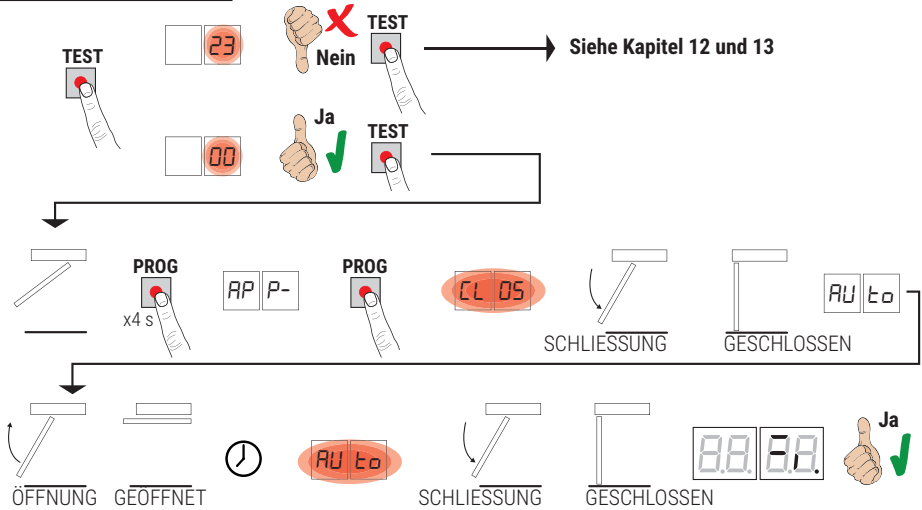 TEST
23
Nein
TEST
Siehe Kapitel 12 und 13
00
Ja
TEST
PROG
x4 s
AP P-
PROG
CL OS
SCHLIESSUNG
GESCHLOSSEN
AU to
ÖFFNUNG
GEÖFFNET
AU to
SCHLIESSUNG
GESCHLOSSEN
Ja